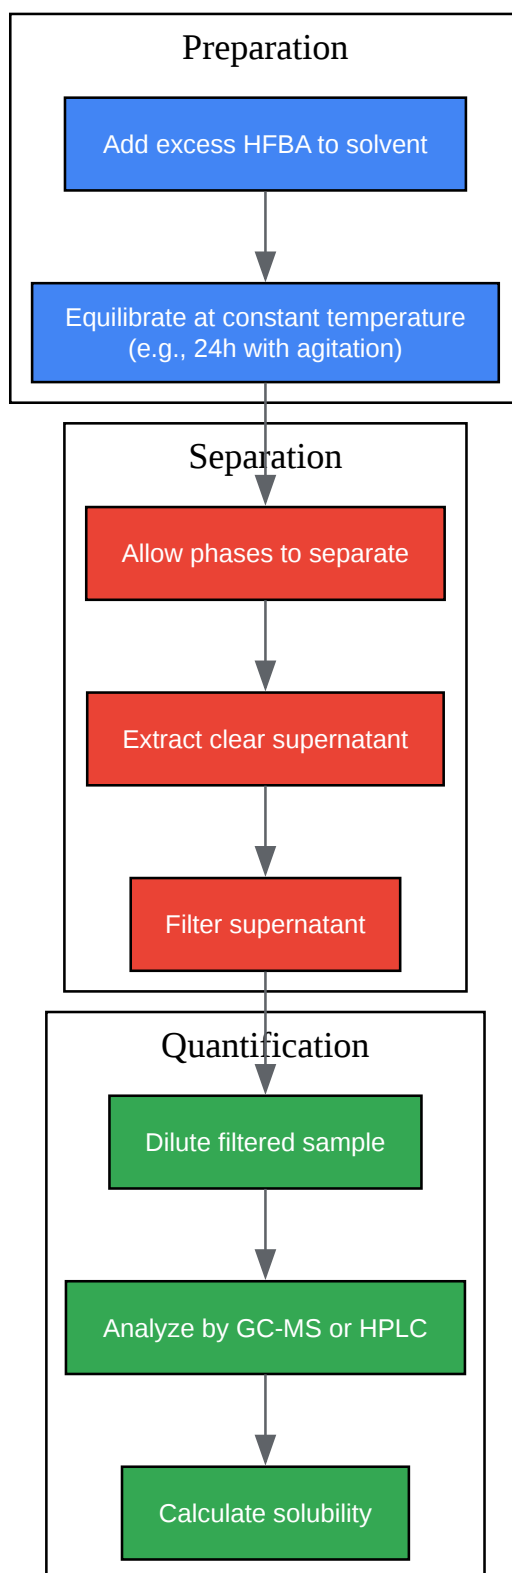 Preparation
Add excess HFBA to solvent
Equilibrate at constant temperature
(e.g., 24h with agitation)
Separation
Allow phases to separate
Extract clear supernatant
Filter supernatant
Quantification
Dilute filtered sample
Analyze by GC-MS or HPLC
Calculate solubility